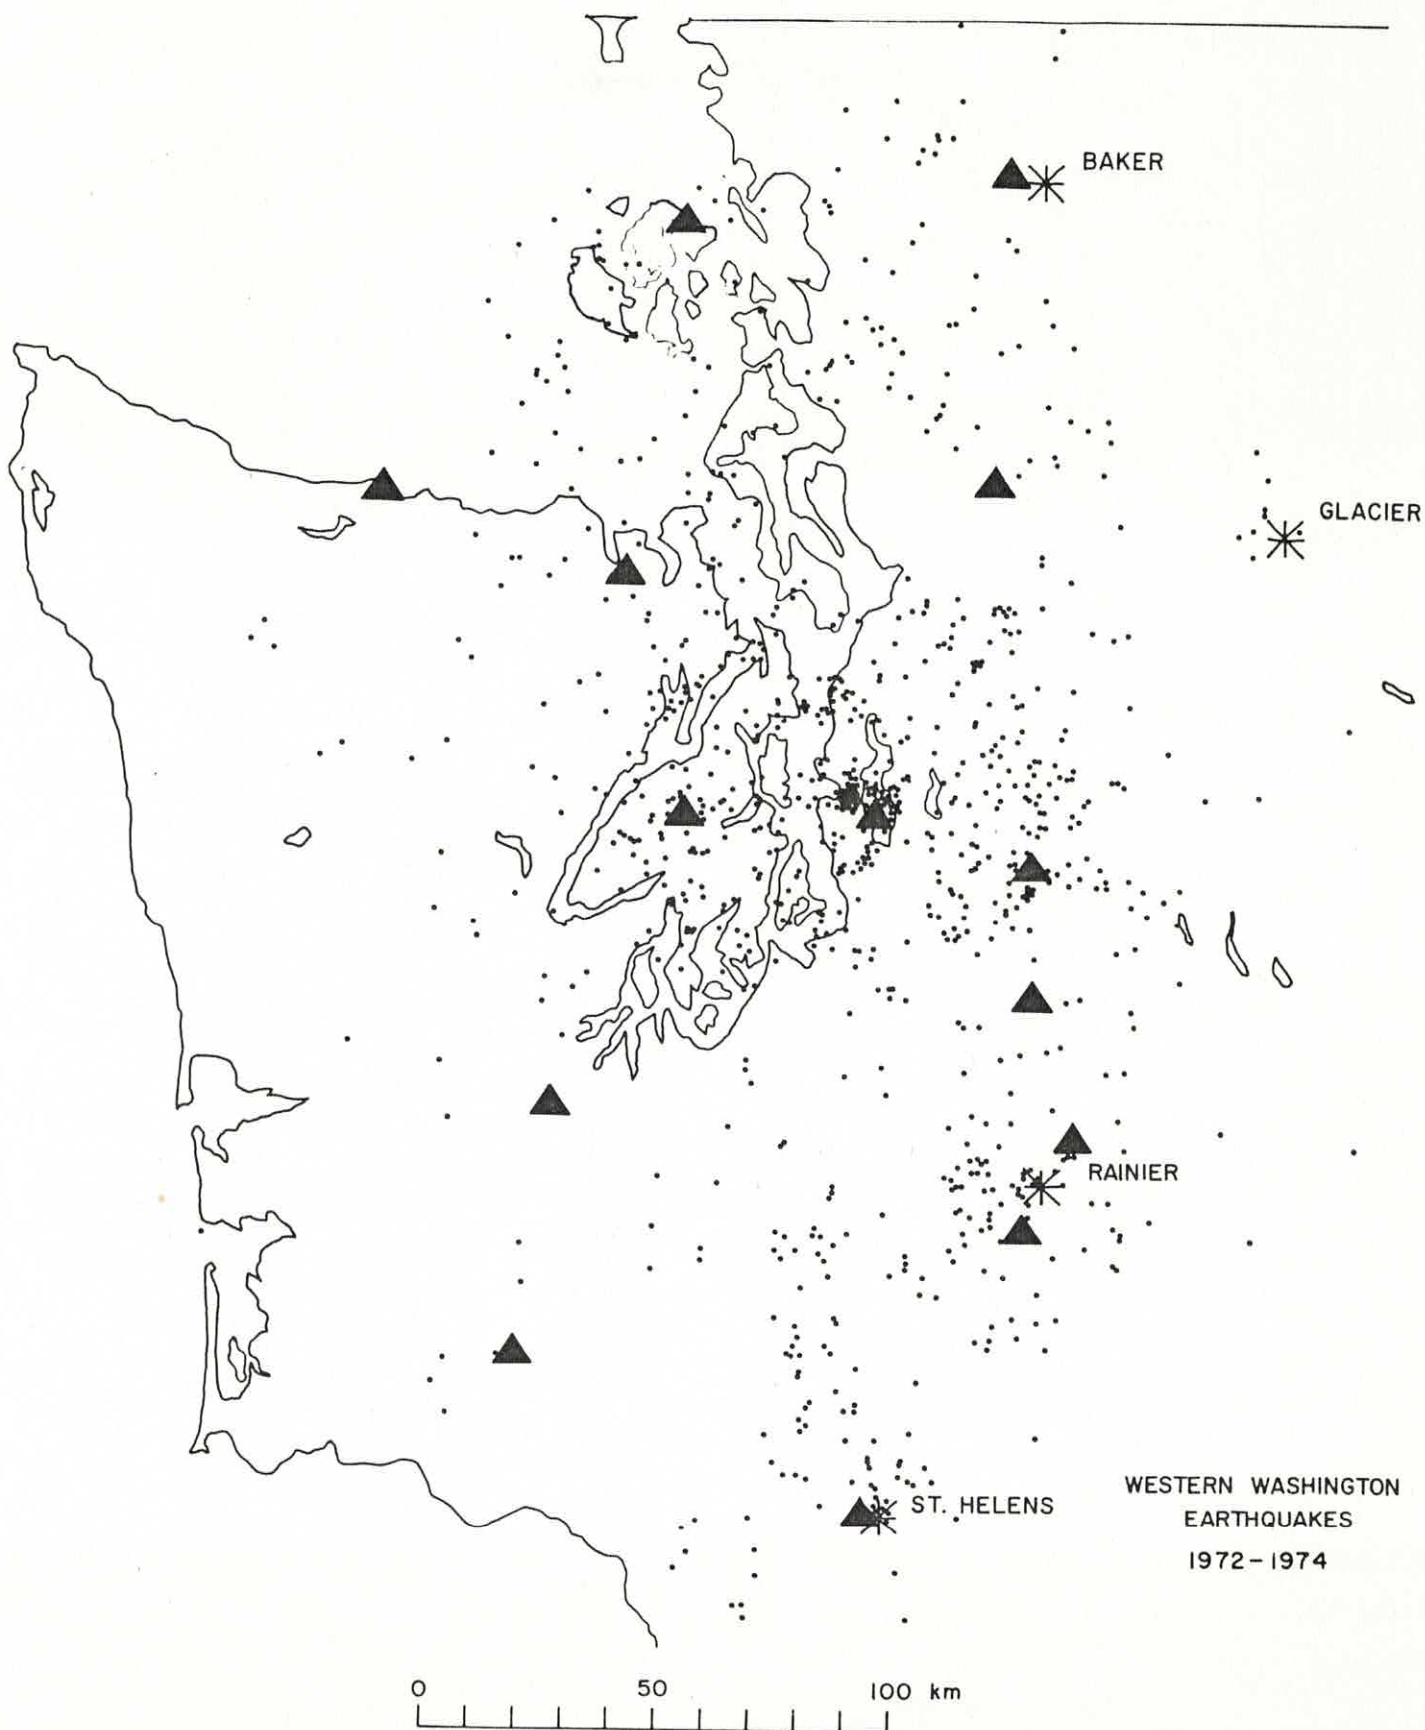 BAKER
GLACIER
RAINIER
ST. HELENS
WESTERN WASHINGTON
EARTHQUAKES
1972-1974
0 50 100 km